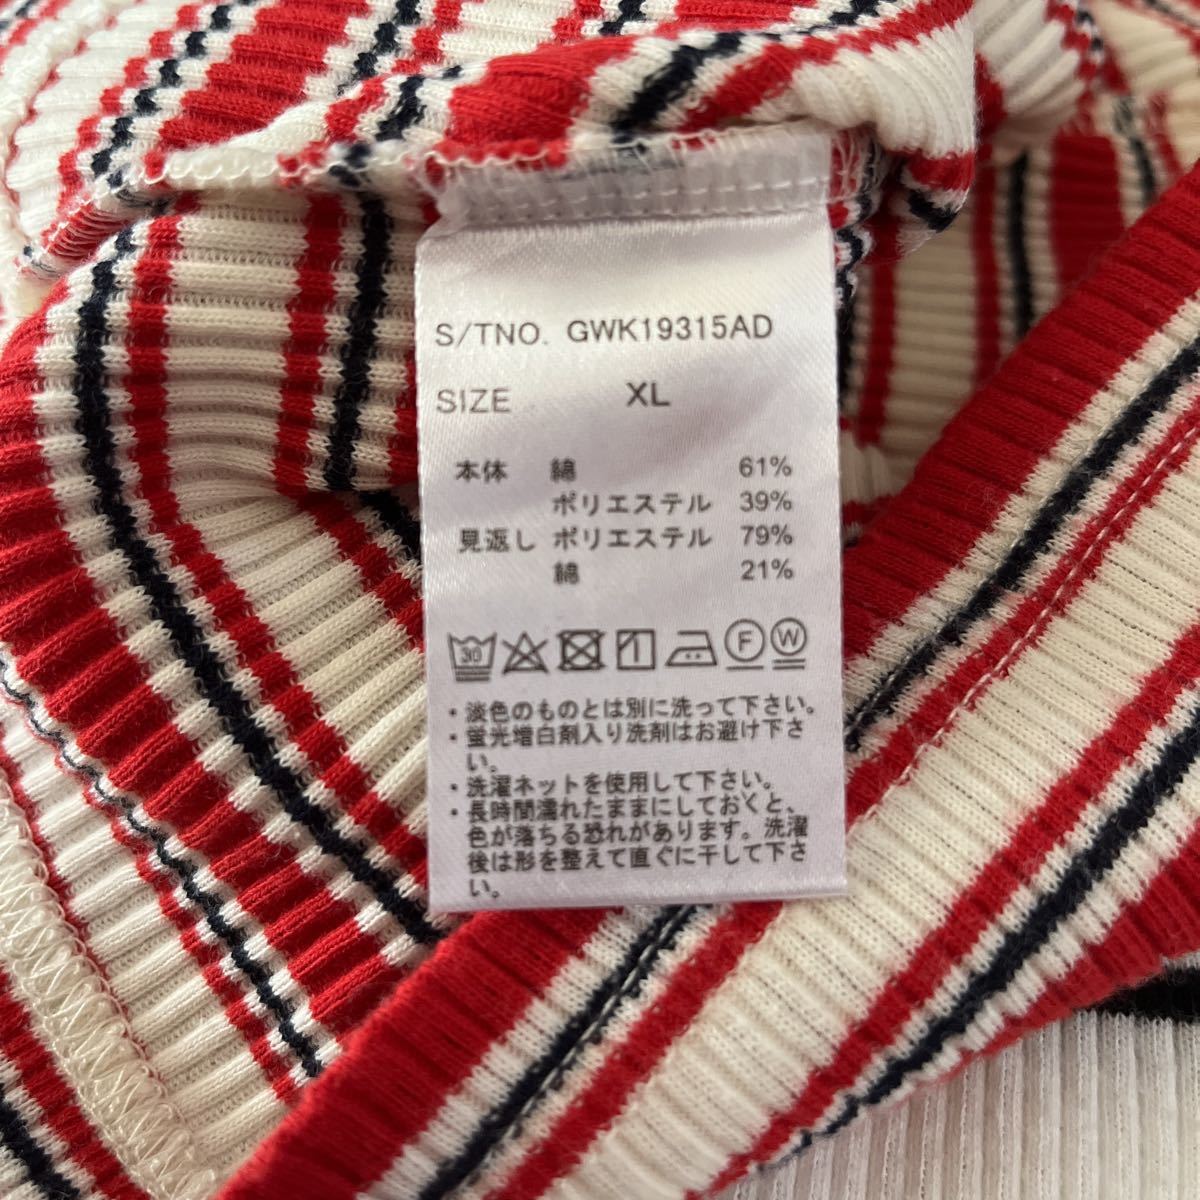 S/TNO. GWK19315AD
SIZE XL
本体 綿 61%
ポリエステル 39%
見返し ポリエステル 79%
綿 21%
30 F W
・淡色のものとは別に洗って下さい。
・蛍光増白剤入り洗剤はお避け下さ
い。
・洗濯ネットを使用して下さい。
・長時間濡れたままにしておくと、
色が落ちる恐れがあります。洗濯
後は形を整えて直ぐに干して下さ
い。